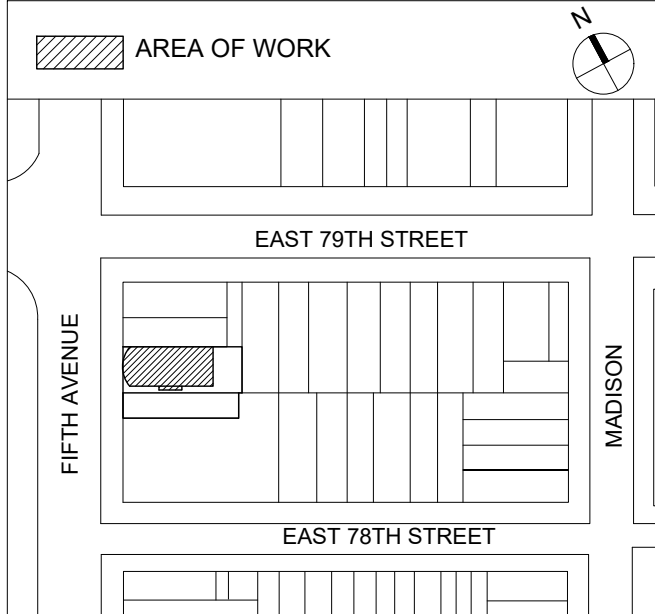 AREA OF WORK
N
EAST 79TH STREET
FIFTH AVENUE
MADISON
EAST 78TH STREET